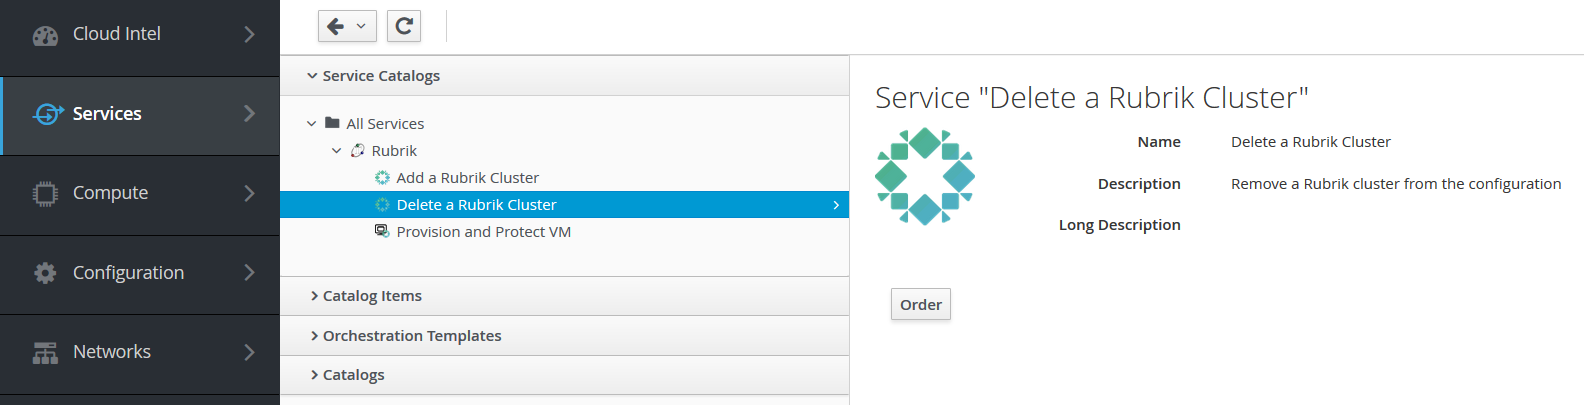 Cloud Intel
Services
Compute
Configuration
Networks
Service Catalogs
All Services
Rubrik
Add a Rubrik Cluster
Delete a Rubrik Cluster
Provision and Protect VM
Catalog Items
Orchestration Templates
Catalogs
Service "Delete a Rubrik Cluster"
Name Delete a Rubrik Cluster
Description Remove a Rubrik cluster from the configuration
Long Description
Order